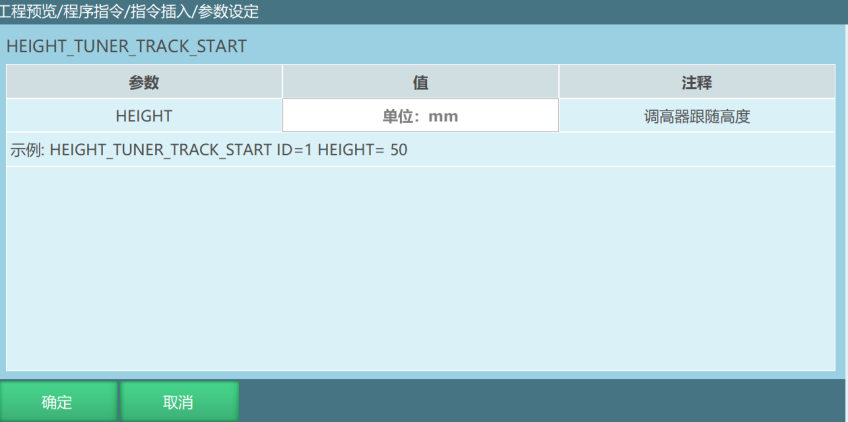 工程预览/程序指令/指令插入/参数设定
HEIGHT_TUNER_TRACK_START
参数 值 注释
HEIGHT 单位：mm 调高器跟随高度
示例: HEIGHT_TUNER_TRACK_START ID=1 HEIGHT= 50
确定 取消